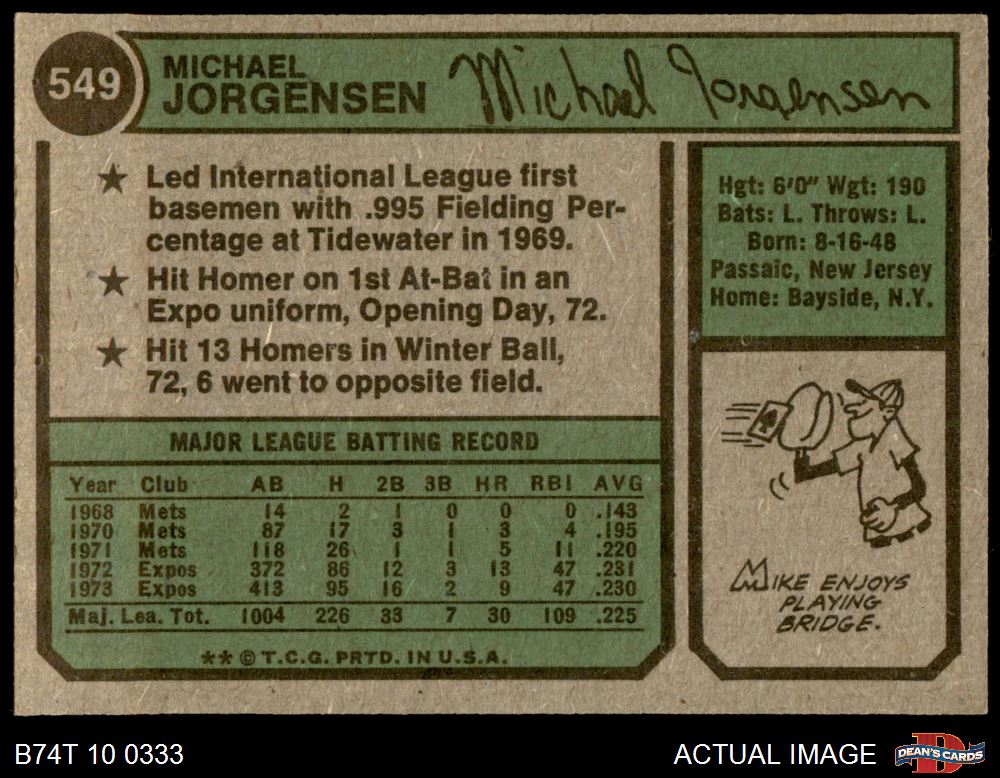 549
MICHAEL
JORGENSEN
Michael Jorgensen
★ Led International League first
basemen with .995 Fielding Per-
centage at Tidewater in 1969.
★ Hit Homer on 1st At-Bat in an
Expo uniform, Opening Day, 72.
★ Hit 13 Homers in Winter Ball,
72, 6 went to opposite field.
Hgt: 6'0" Wgt: 190
Bats: L. Throws: L.
Born: 8-16-48
Passaic, New Jersey
Home: Bayside, N.Y.
MAJOR LEAGUE BATTING RECORD
Year Club AB H 2B 3B HR RBI AVG
1968 Mets 14 2 1 0 0 0 .143
1970 Mets 87 17 3 1 3 4 .195
1971 Mets 118 26 1 1 5 11 .220
1972 Expos 372 86 12 3 13 47 .231
1973 Expos 413 95 16 2 9 47 .230
Maj. Lea. Tot. 1004 226 33 7 30 109 .225
**©T.C.G. PRTD. IN U.S.A.
MIKE ENJOYS
PLAYING
BRIDGE.
B74T 10 0333
ACTUAL IMAGE
DEAN'S CARDS